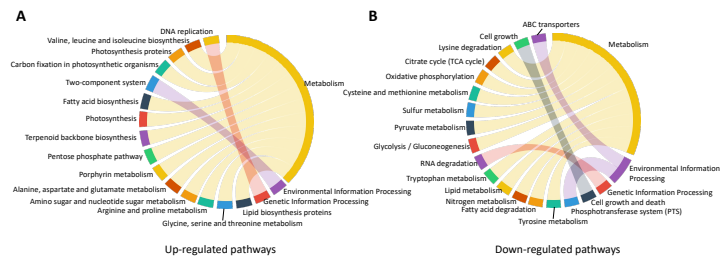 A
DNA replication
Valine, leucine and isoleucine biosynthesis
Photosynthesis proteins
Carbon fixation in photosynthetic organisms
Two-component system
Fatty acid biosynthesis
Photosynthesis
Terpenoid backbone biosynthesis
Pentose phosphate pathway
Porphyrin metabolism
Alanine, aspartate and glutamate metabolism
Amino sugar and nucleotide sugar metabolism
Arginine and proline metabolism
Glycine, serine and threonine metabolism
Lipid biosynthesis proteins
Genetic Information Processing
Environmental Information Processing
Metabolism
Up-regulated pathways
B
ABC transporters
Cell growth
Lysine degradation
Citrate cycle (TCA cycle)
Oxidative phosphorylation
Cysteine and methionine metabolism
Sulfur metabolism
Pyruvate metabolism
Glycolysis / Gluconeogenesis
RNA degradation
Tryptophan metabolism
Lipid metabolism
Nitrogen metabolism
Fatty acid degradation
Tyrosine metabolism
Phosphotransferase system (PTS)
Cell growth and death
Genetic Information Processing
Environmental Information
Processing
Metabolism
Down-regulated pathways